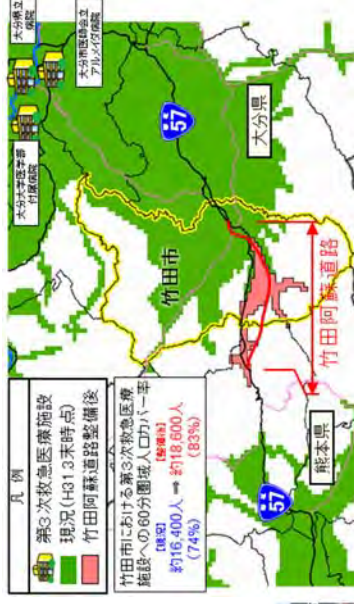 凡例
第3次救急医療施設
現況(H31.3末時点)
竹田阿蘇道路整備後
竹田市における第3次救急医療
施設への60分圏域人口カバー率
【現況】 【整備後】
約16,400人 ⇒ 約18,600人
(74%) (83%)
大分大学医学部
付属病院
大分県立
病院
大分市医師会立
アルメイダ病院
竹田市
57
大分県
竹田阿蘇道路
熊本県
57